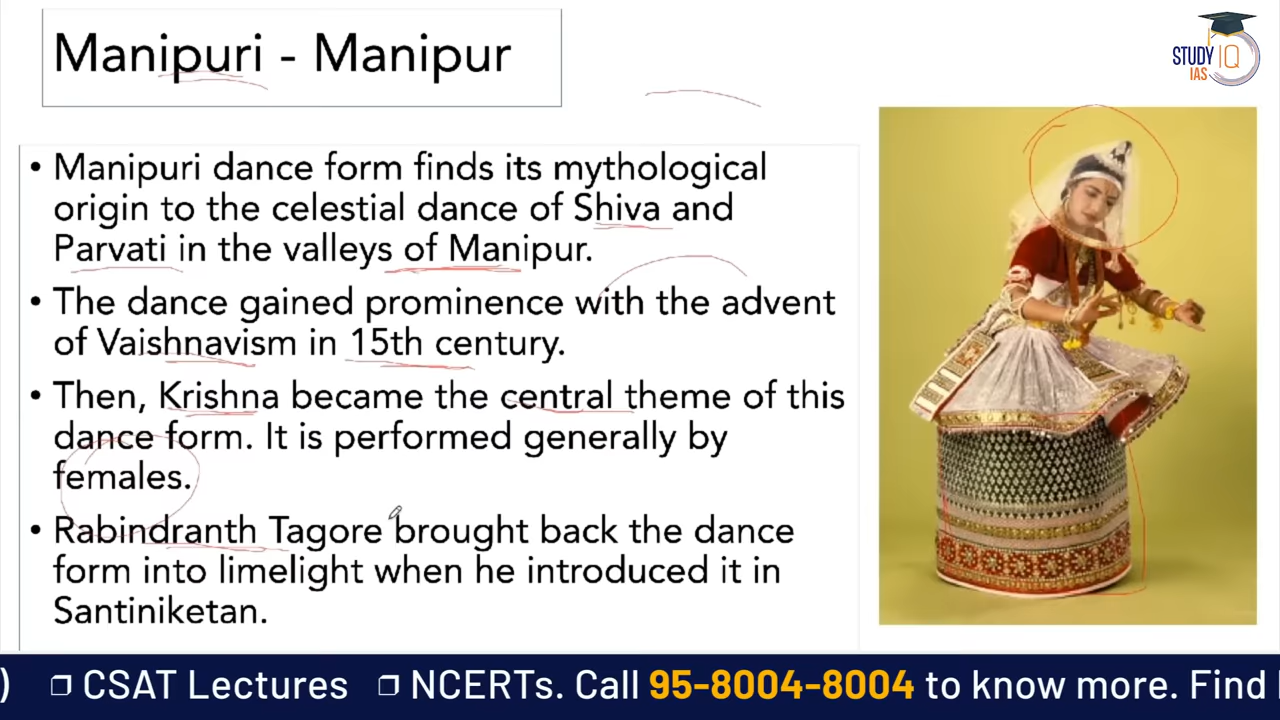 Manipuri - Manipur
STUDY IQ
IAS
• Manipuri dance form finds its mythological
origin to the celestial dance of Shiva and
Parvati in the valleys of Manipur.
• The dance gained prominence with the advent
of Vaishnavism in 15th century.
• Then, Krishna became the central theme of this
dance form. It is performed generally by
females.
• Rabindranth Tagore brought back the dance
form into limelight when he introduced it in
Santiniketan.
) ❒ CSAT Lectures ❒ NCERTs. Call 95-8004-8004 to know more. Find